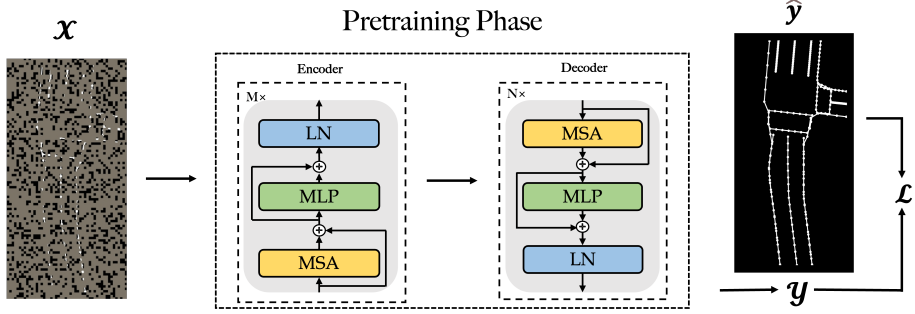 Pretraining Phase
𝒳
ŷ
Encoder
Decoder
M×
N×
LN
MSA
MLP
MLP
MSA
LN
ℒ
𝒴